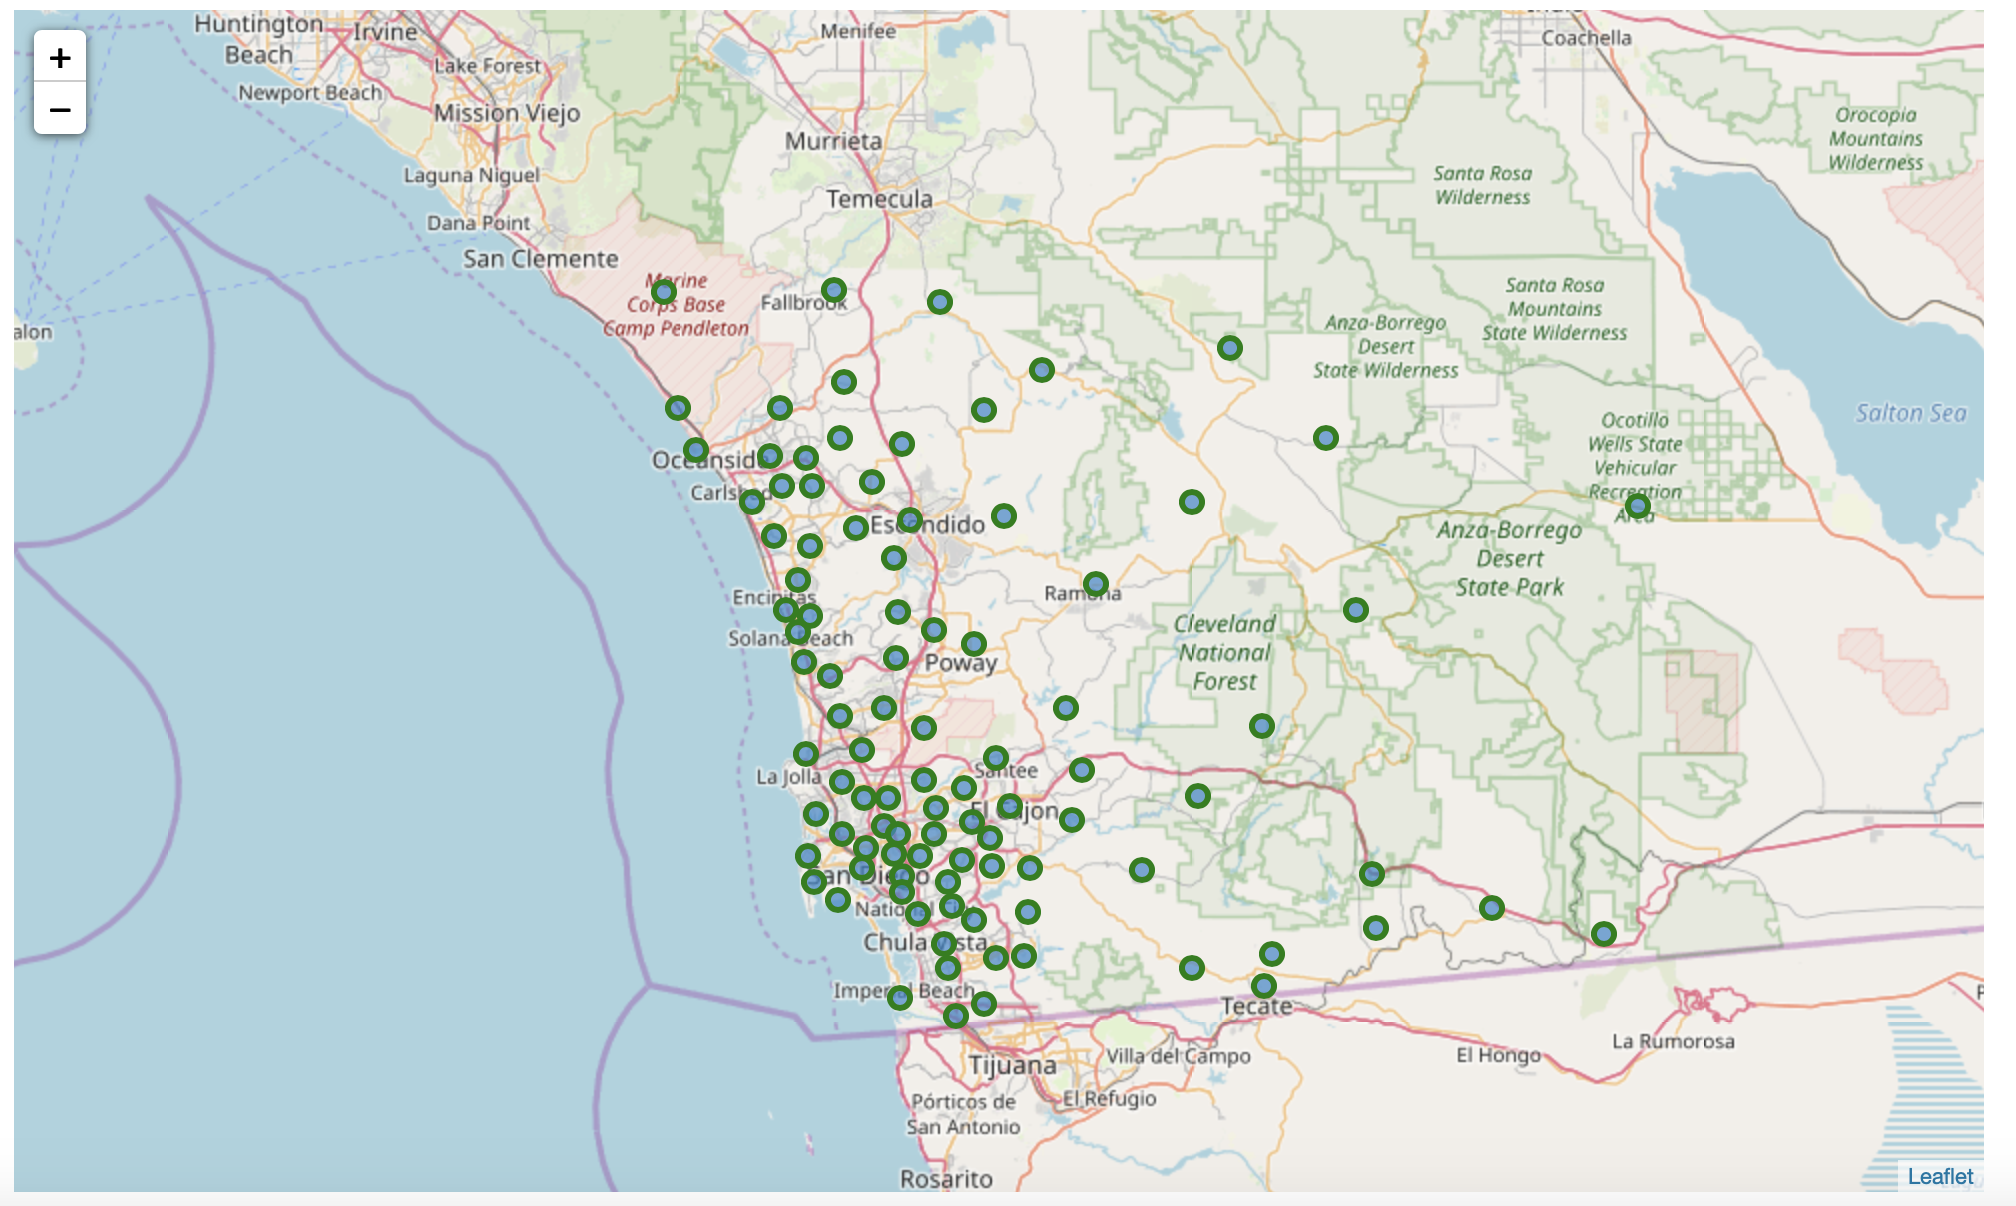 Huntington
Beach
Irvine
Lake Forest
Newport Beach
Mission Viejo
Laguna Niguel
Dana Point
San Clemente
Menifee
Murrieta
Temecula
Coachella
Orocopia
Mountains
Wilderness
Santa Rosa
Wilderness
+
−
alon
Marine
Corps Base
Camp Pendleton
Fallbrook
Anza-Borrego
Desert
State Wilderness
Santa Rosa
Mountains
State Wilderness
Salton Sea
Ocotillo
Wells State
Vehicular
Recreation
Area
Oceanside
Carlsbad
Escondido
Anza-Borrego
Desert
State Park
Encinitas
Ramona
Solana Beach
Poway
Cleveland
National
Forest
La Jolla
Santee
El Cajon
San Diego
National City
Chula Vista
Imperial Beach
Tecate
Tijuana
Villa del Campo
El Hongo
La Rumorosa
Pórticos de
San Antonio
El Refugio
Rosarito
Leaflet